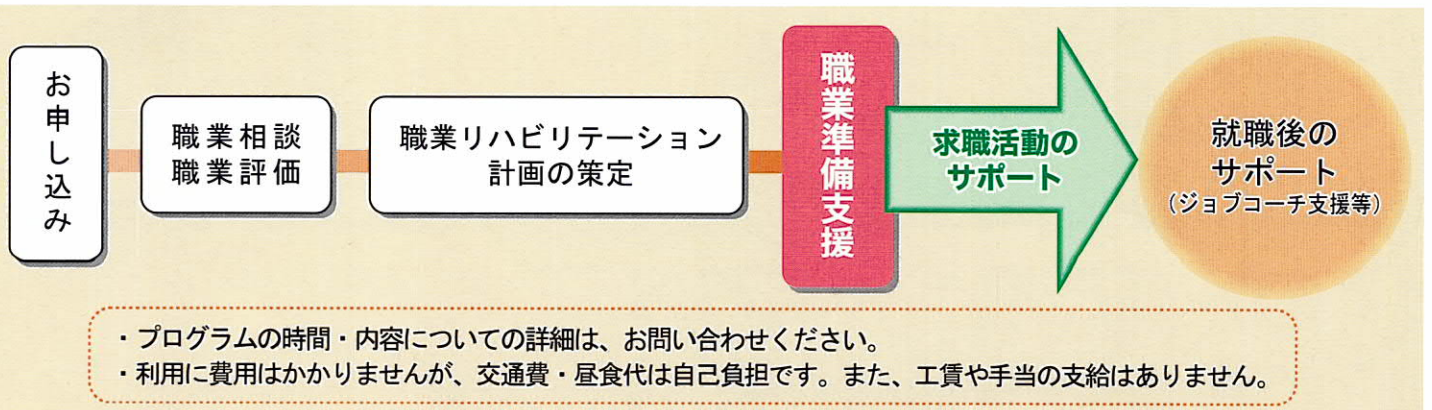 お申し込み
職業相談
職業評価
職業リハビリテーション
計画の策定
職業準備支援
求職活動の
サポート
就職後の
サポート
（ジョブコーチ支援等）
・プログラムの時間・内容についての詳細は、お問い合わせください。
・利用に費用はかかりませんが、交通費・昼食代は自己負担です。また、工賃や手当の支給はありません。